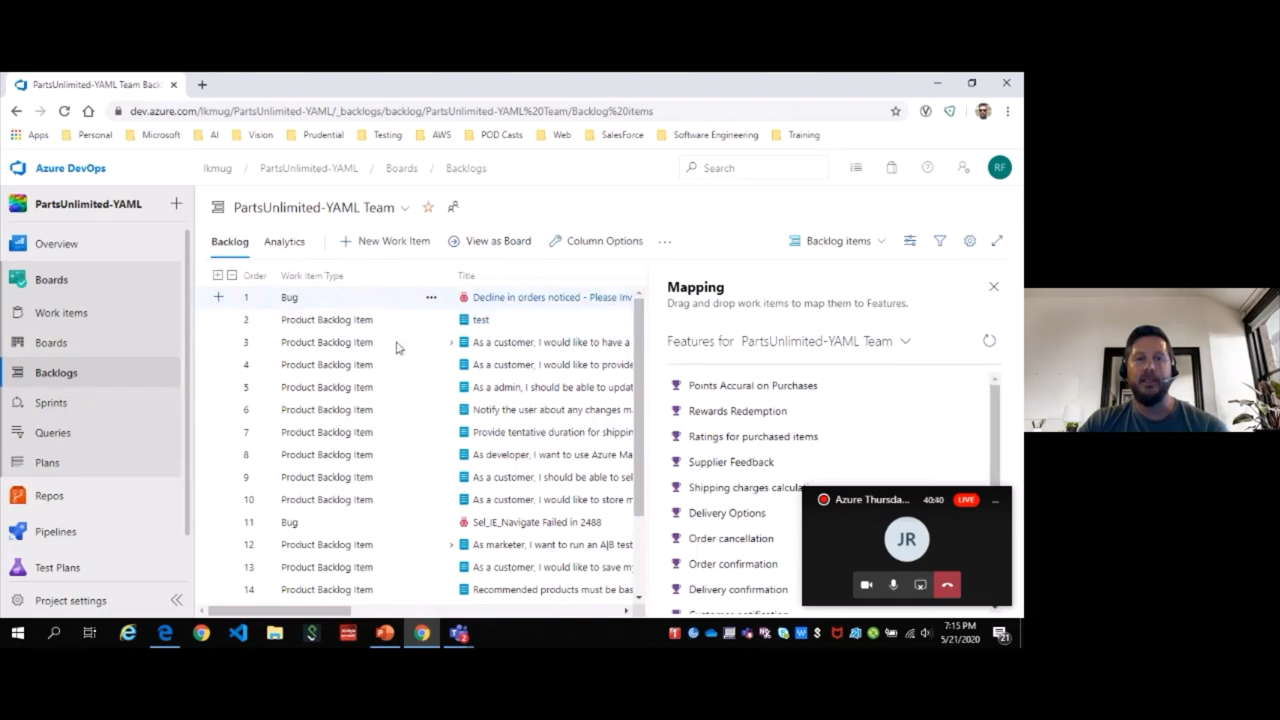 PartsUnlimited-YAML Team Back
dev.azure.com/lkmug/PartsUnlimited-YAML/_backlogs/backlog/PartsUnlimited-YAML%20Team/Backlog%20items
Apps Personal Microsoft AI Vision Prudential Testing AWS POD Casts Web SalesForce Software Engineering Training
Azure DevOps lkmug / PartsUnlimited-YAML / Boards / Backlogs Search RF
PartsUnlimited-YAML
PartsUnlimited-YAML Team
Overview
Backlog Analytics New Work Item View as Board Column Options Backlog items
Boards
Order Work Item Type Title
Mapping
Drag and drop work items to map them to Features.
Features for PartsUnlimited-YAML Team
Points Accural on Purchases
Rewards Redemption
Ratings for purchased items
Supplier Feedback
Shipping charges calculat
Delivery Options
Order cancellation
Order confirmation
Delivery confirmation
Customer notification
1 Bug Decline in orders noticed - Please Inv
2 Product Backlog Item test
3 Product Backlog Item As a customer, I would like to have a
4 Product Backlog Item As a customer, I would like to provide
5 Product Backlog Item As a admin, I should be able to updat
6 Product Backlog Item Notify the user about any changes m
7 Product Backlog Item Provide tentative duration for shippin
8 Product Backlog Item As developer, I want to use Azure Ma
9 Product Backlog Item As a customer, I should be able to sel
10 Product Backlog Item As a customer, I would like to store m
11 Bug Sel_IE_Navigate Failed in 2488
12 Product Backlog Item As marketer, I want to run an A|B test
13 Product Backlog Item As a customer, I would like to save my
14 Product Backlog Item Recommended products must be bas
Work items
Boards
Backlogs
Sprints
Queries
Plans
Repos
Pipelines
Test Plans
Project settings
Azure Thursda... 40:40 LIVE
JR
7:15 PM
5/21/2020
21